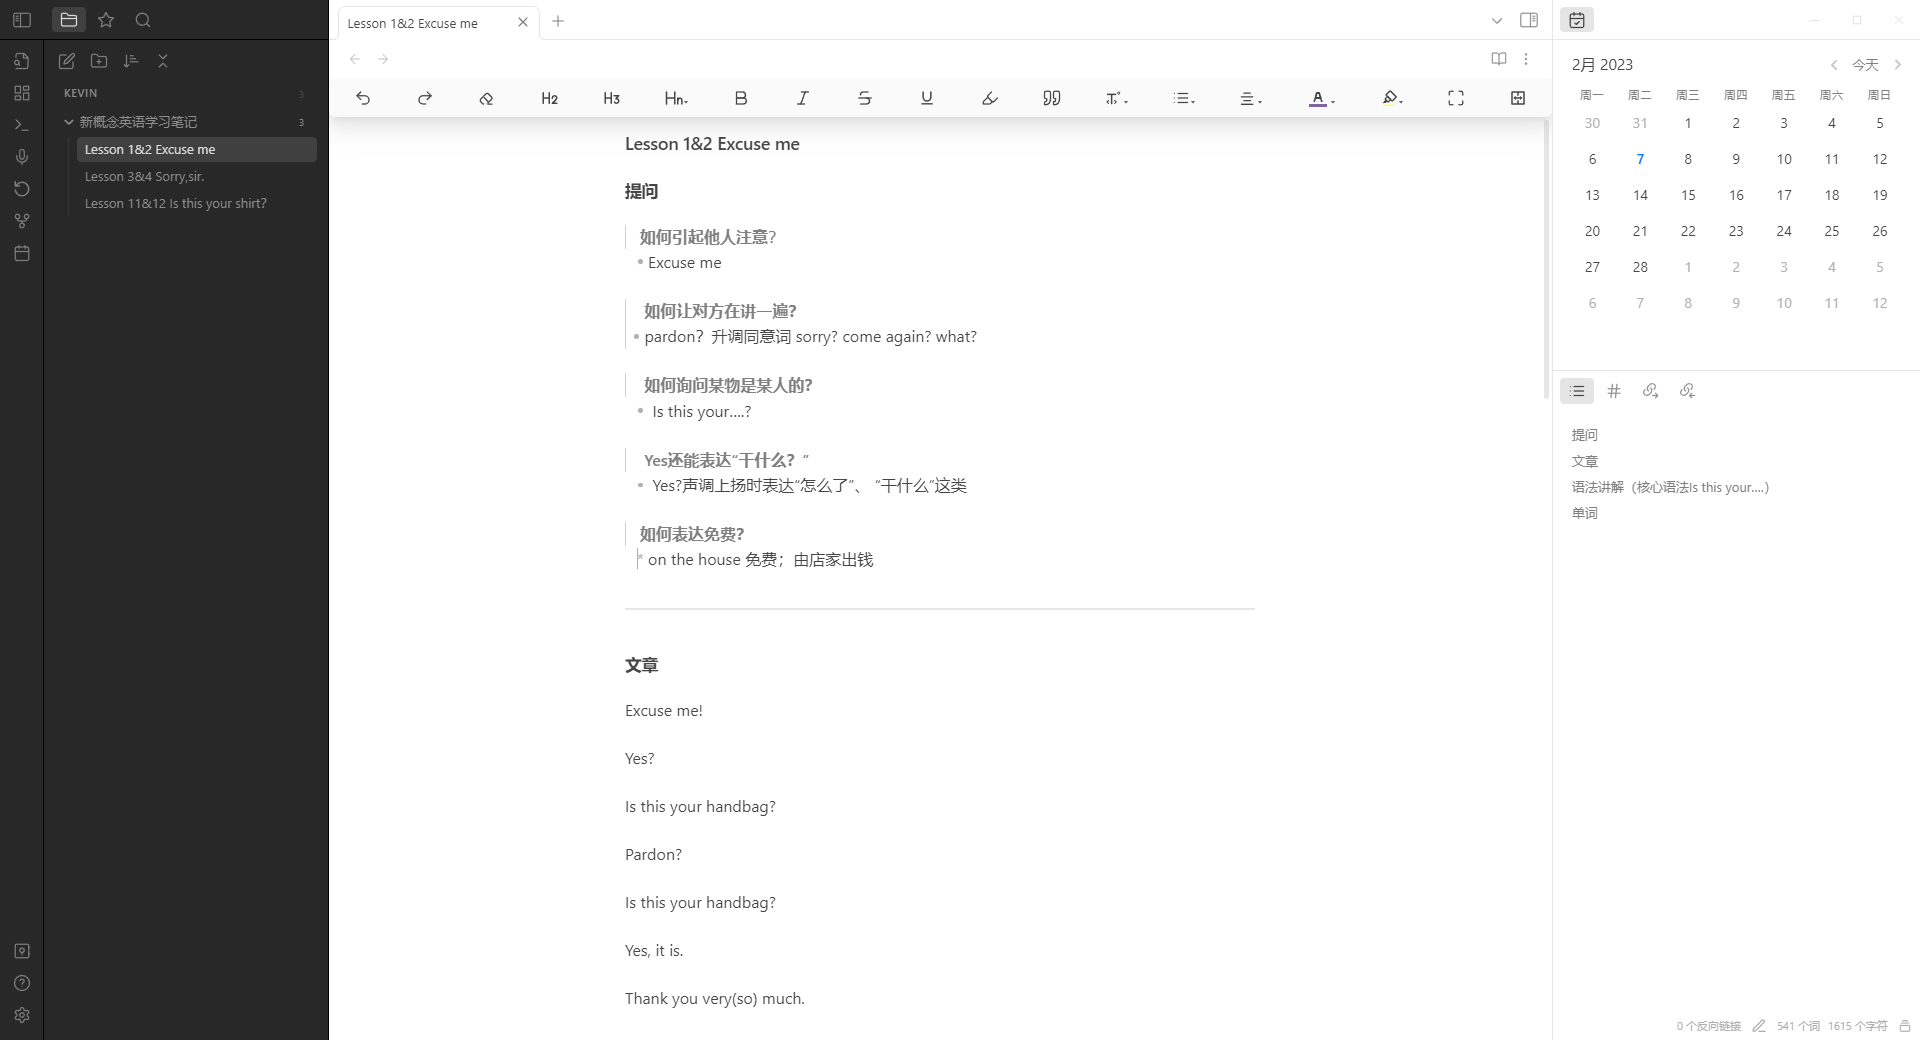 Lesson 1&2 Excuse me
KEVIN 3
新概念英语学习笔记 3
Lesson 1&2 Excuse me
Lesson 3&4 Sorry,sir.
Lesson 11&12 Is this your shirt?
H2 H3 Hn B I S U A
Lesson 1&2 Excuse me
提问
如何引起他人注意?
• Excuse me
如何让对方在讲一遍?
• pardon? 升调同意词 sorry? come again? what?
如何询问某物是某人的?
• Is this your....?
Yes还能表达“干什么？”
• Yes?声调上扬时表达“怎么了”、 “干什么”这类
如何表达免费?
* on the house 免费；由店家出钱
文章
Excuse me!
Yes?
Is this your handbag?
Pardon?
Is this your handbag?
Yes, it is.
Thank you very(so) much.
2月 2023 今天
周一 周二 周三 周四 周五 周六 周日
30 31 1 2 3 4 5
6 7 8 9 10 11 12
13 14 15 16 17 18 19
20 21 22 23 24 25 26
27 28 1 2 3 4 5
6 7 8 9 10 11 12
提问
文章
语法讲解（核心语法Is this your....）
单词
0 个反向链接 541 个词 1615 个字符